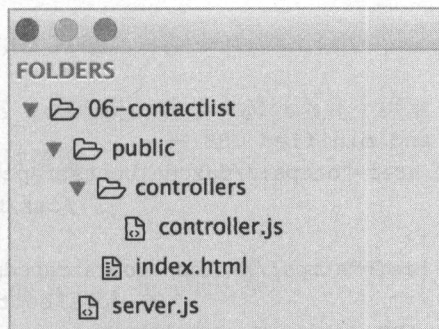 FOLDERS
06-contactlist
public
controllers
controller.js
index.html
server.js